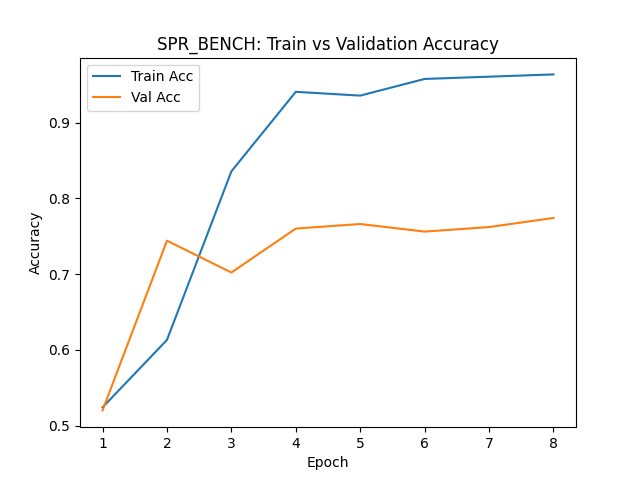 SPR_BENCH: Train vs Validation Accuracy
Train Acc
Val Acc
Accuracy
0.9
0.8
0.7
0.6
0.5
1 2 3 4 5 6 7 8
Epoch